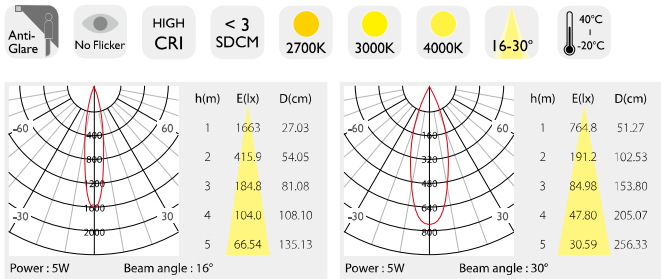 Anti-
Glare
No Flicker
HIGH
CRI
< 3
SDCM
2700K
3000K
4000K
16-30°
40°C
-20°C
h(m) E(lx) D(cm)
1 1663 27.03
2 415.9 54.05
3 184.8 81.08
4 104.0 108.10
5 66.54 135.13
-60 60
400
800
200
1600
2000
-30 30
Power : 5W Beam angle : 16°
h(m) E(lx) D(cm)
1 764.8 51.27
2 191.2 102.53
3 84.98 153.80
4 47.80 205.07
5 30.59 256.33
-60 60
160
320
480
640
800
-30 30
Power : 5W Beam angle : 30°